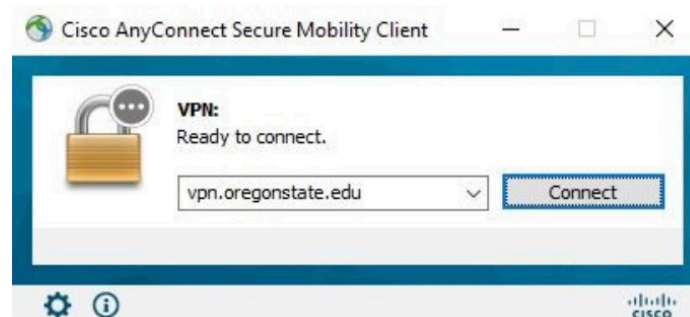 Cisco AnyConnect Secure Mobility Client
VPN:
Ready to connect.
vpn.oregonstate.edu
Connect
CISCO